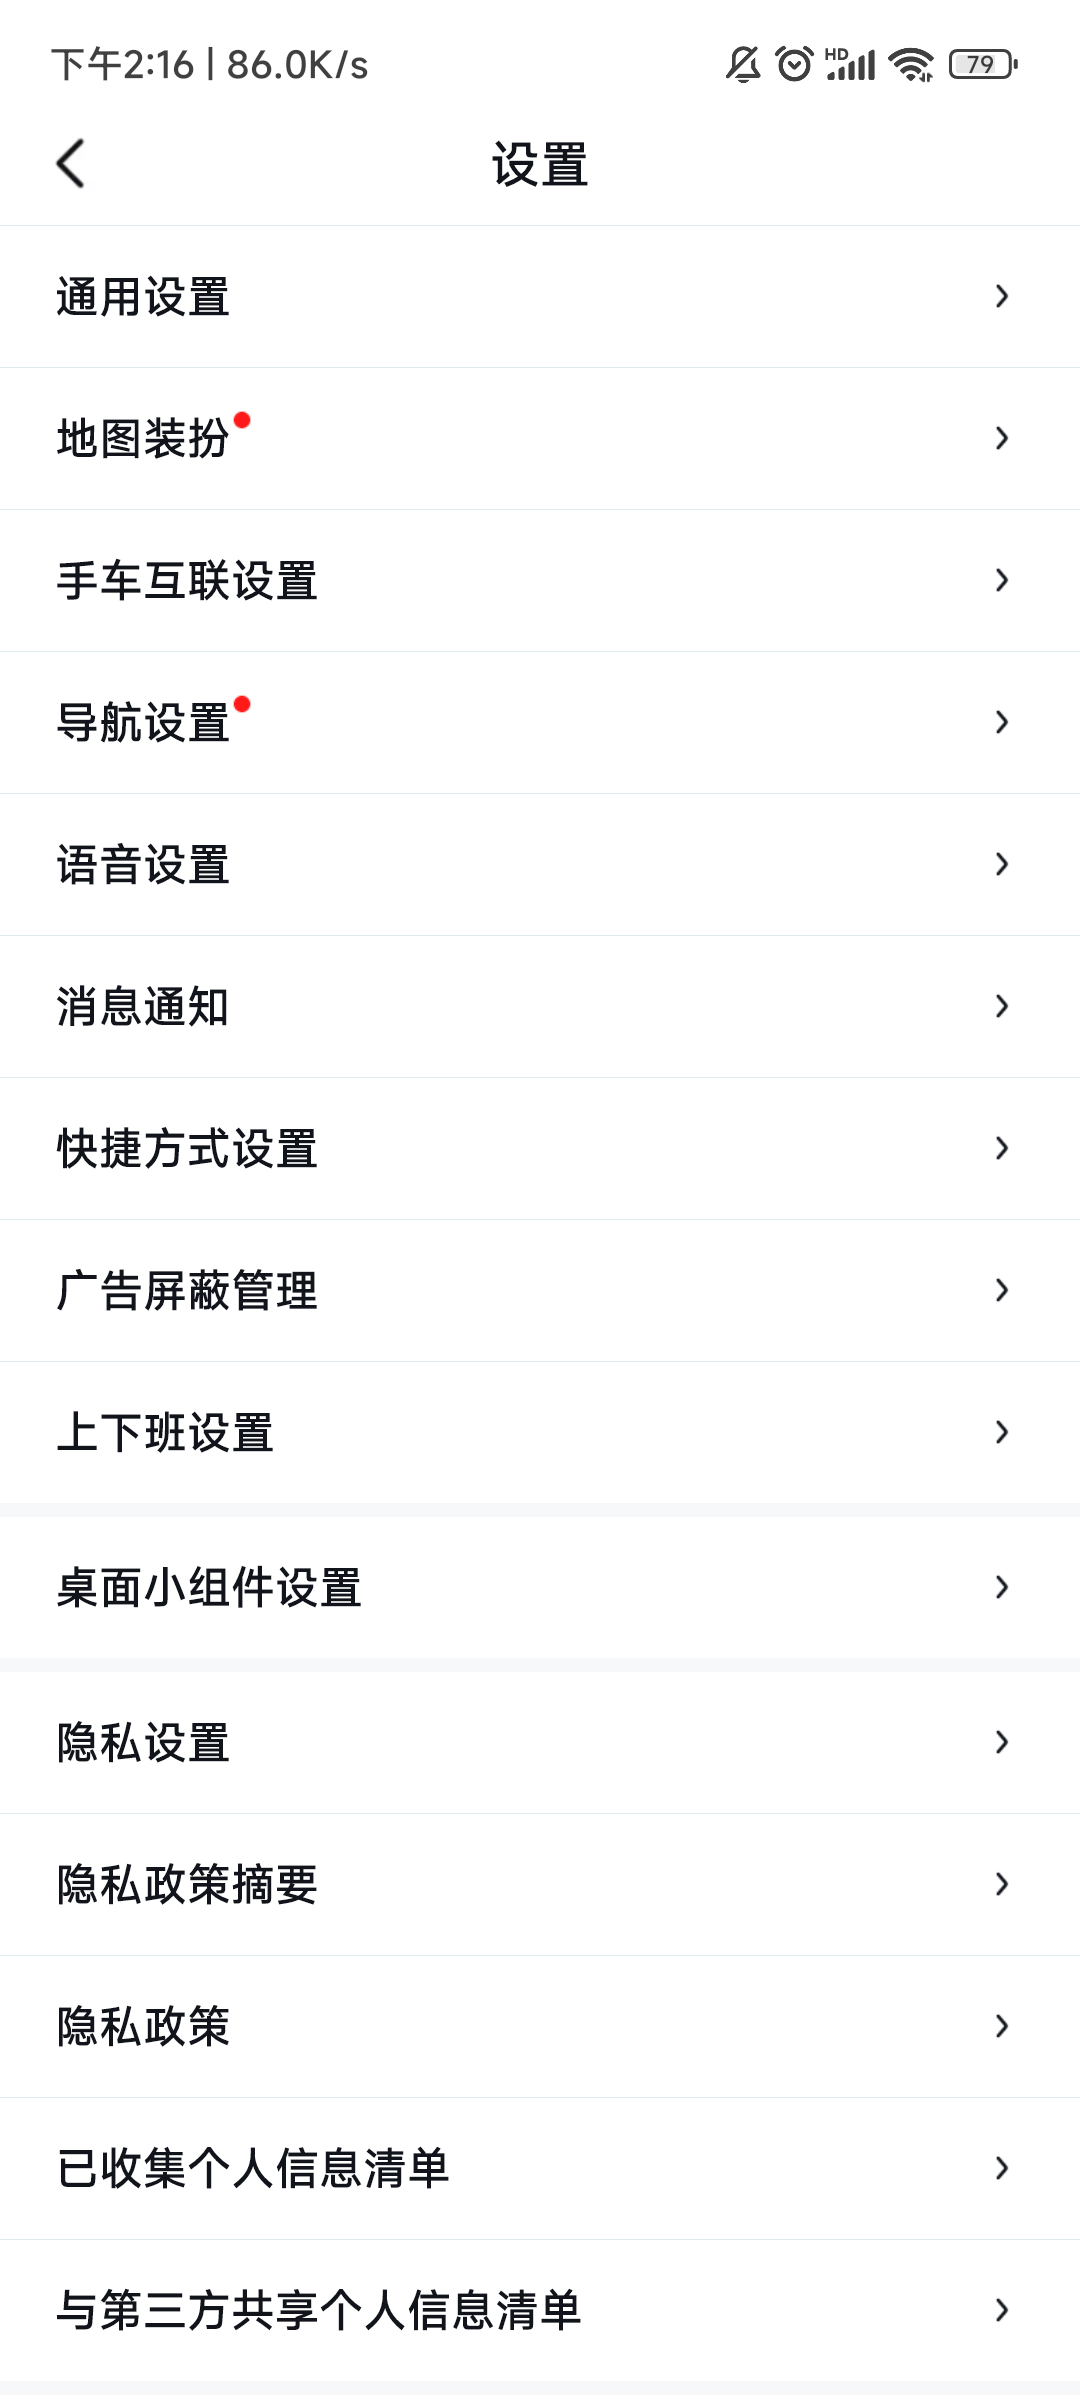 下午2:16 | 86.0K/s HD 79
设置
通用设置
地图装扮
手车互联设置
导航设置
语音设置
消息通知
快捷方式设置
广告屏蔽管理
上下班设置
桌面小组件设置
隐私设置
隐私政策摘要
隐私政策
已收集个人信息清单
与第三方共享个人信息清单